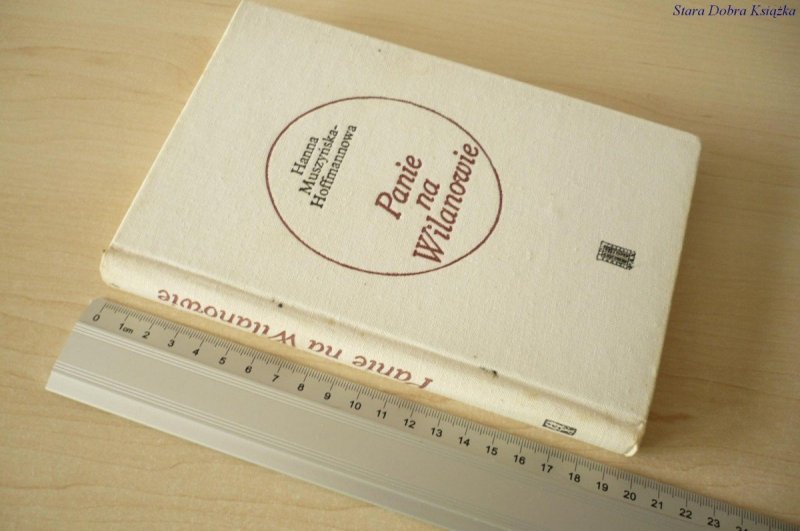 Stara Dobra Książka
Hanna
Muszyńska-
Hoffmannowa
Panie
na
Wilanowie
Panie na Wilanowie
0 1cm 2 3 4 5 6 7 8 9 10 11 12 13 14 15 16 17 18 19 20 21 22 23